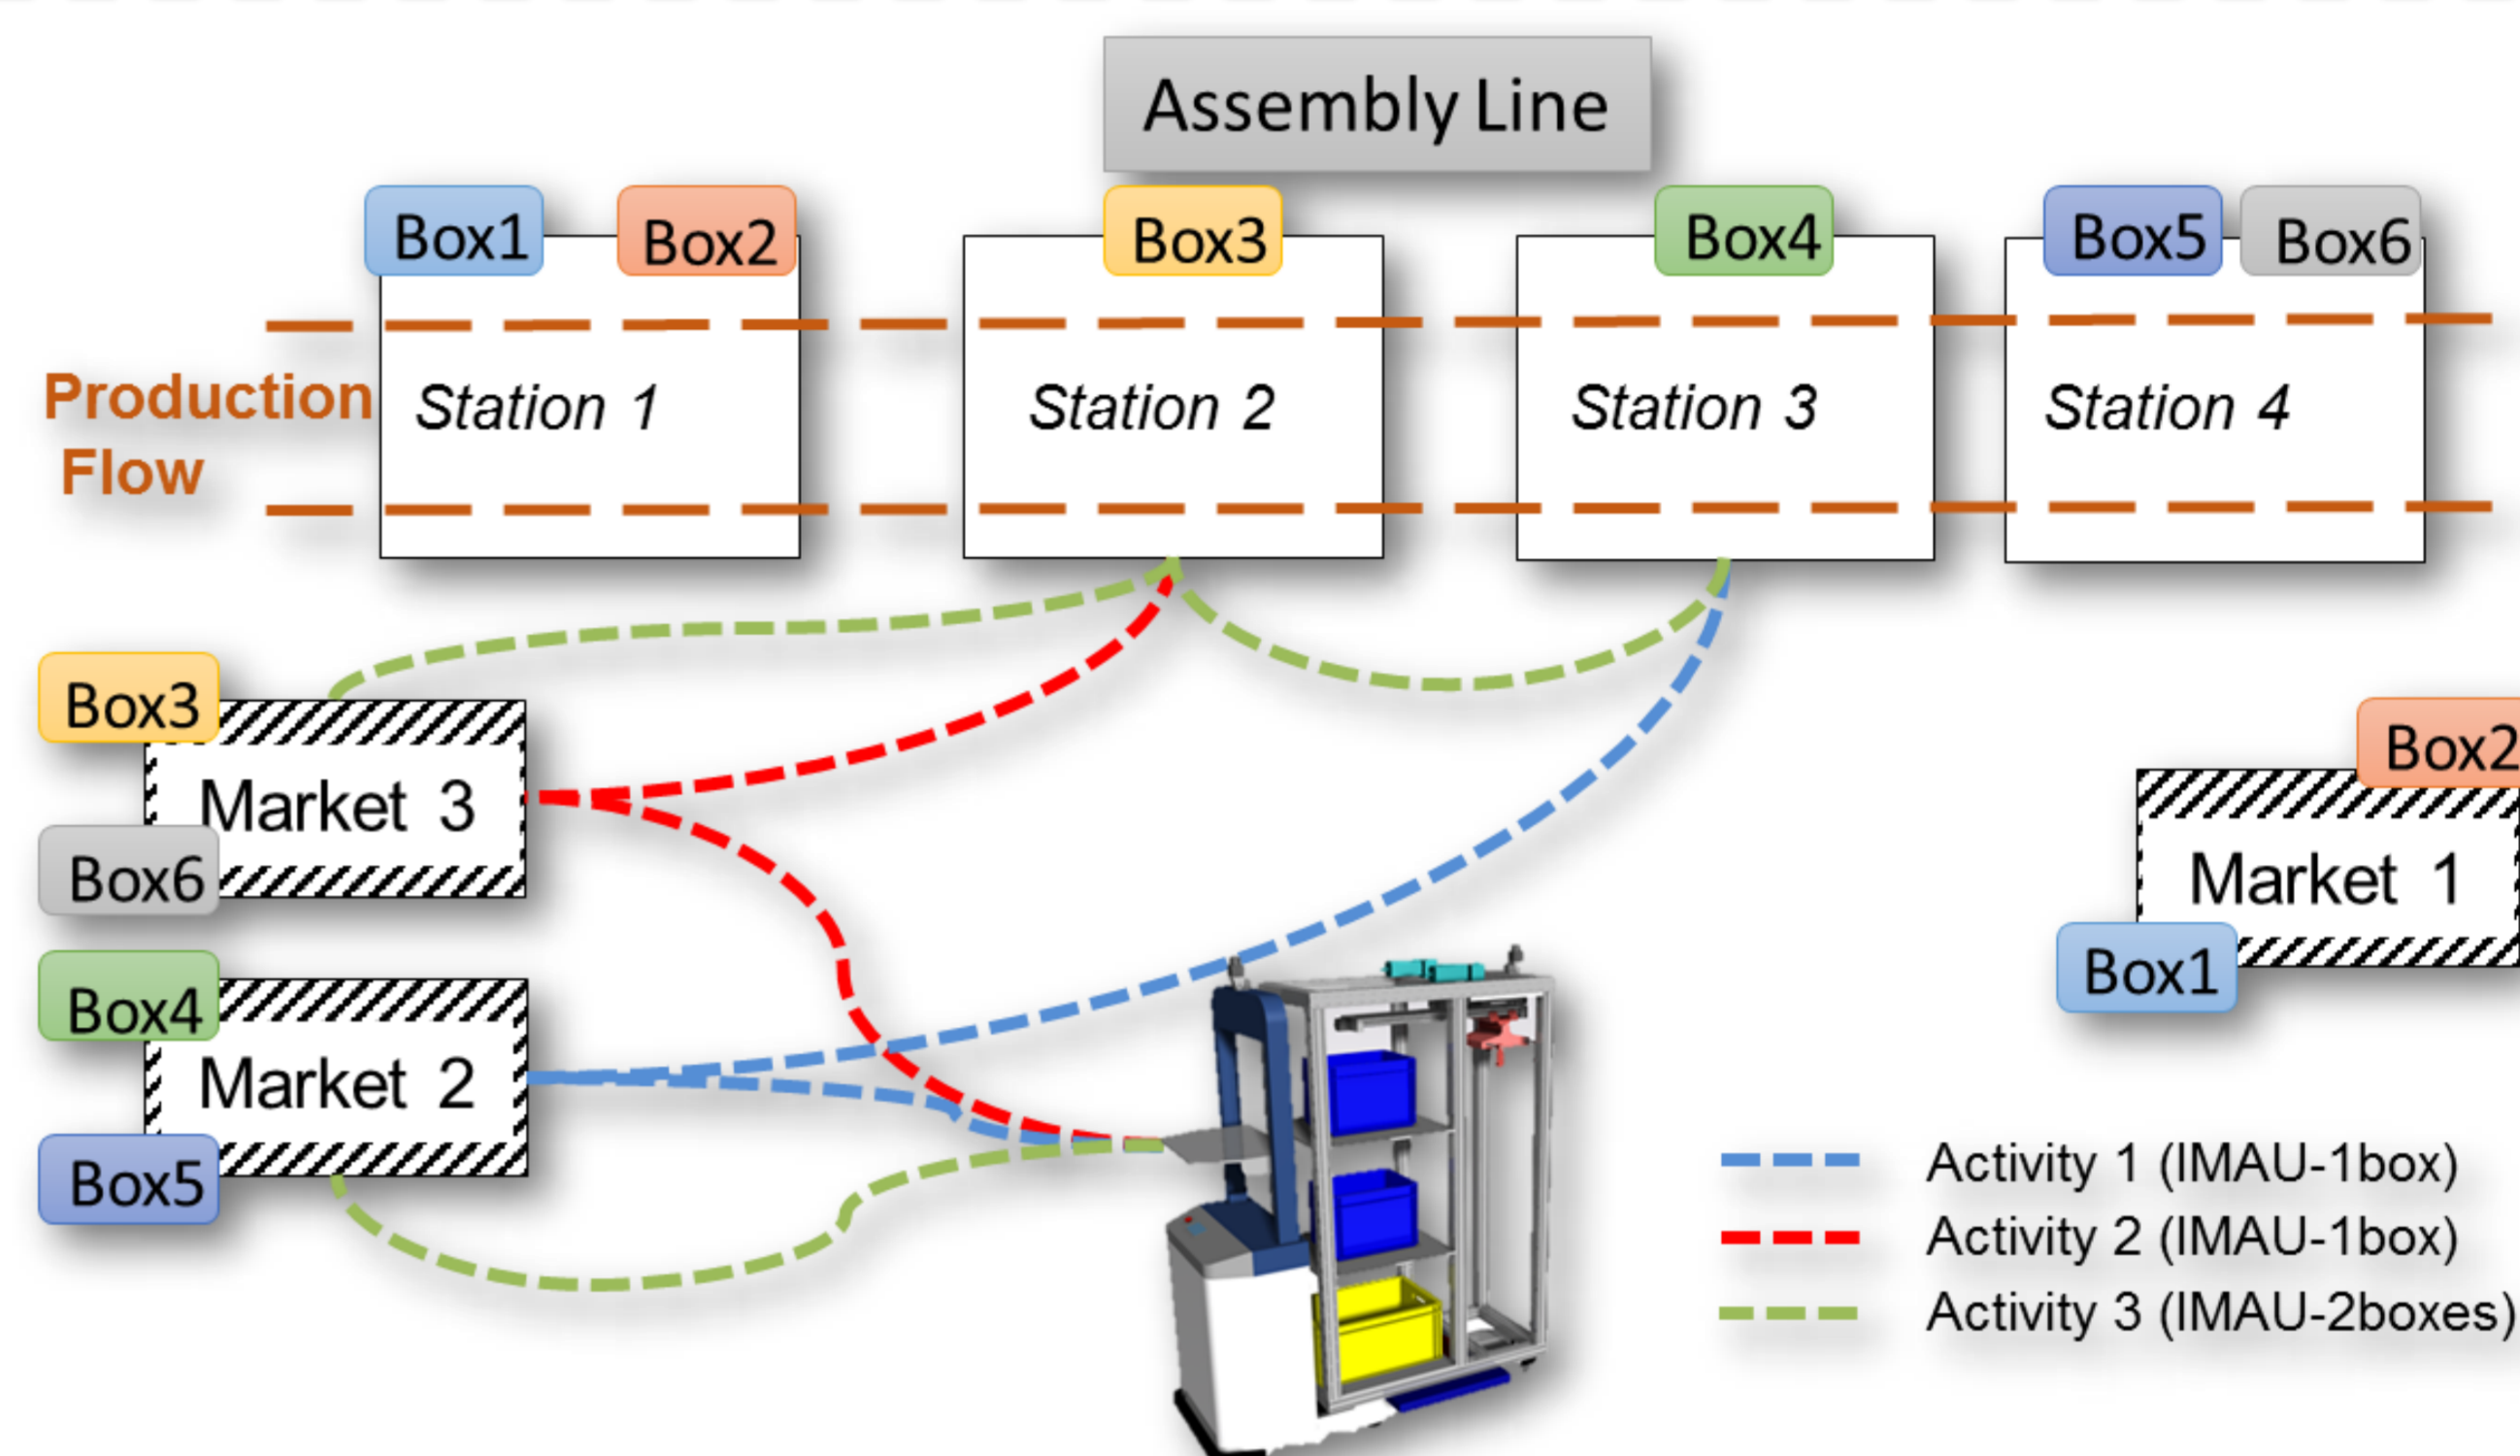 Assembly Line
Box1
Box2
Box3
Box4
Box5
Box6
Production
Flow
Station 1
Station 2
Station 3
Station 4
Box3
Market 3
Box6
Box4
Market 2
Box5
Box2
Market 1
Box1
Activity 1 (IMAU-1box)
Activity 2 (IMAU-1box)
Activity 3 (IMAU-2boxes)